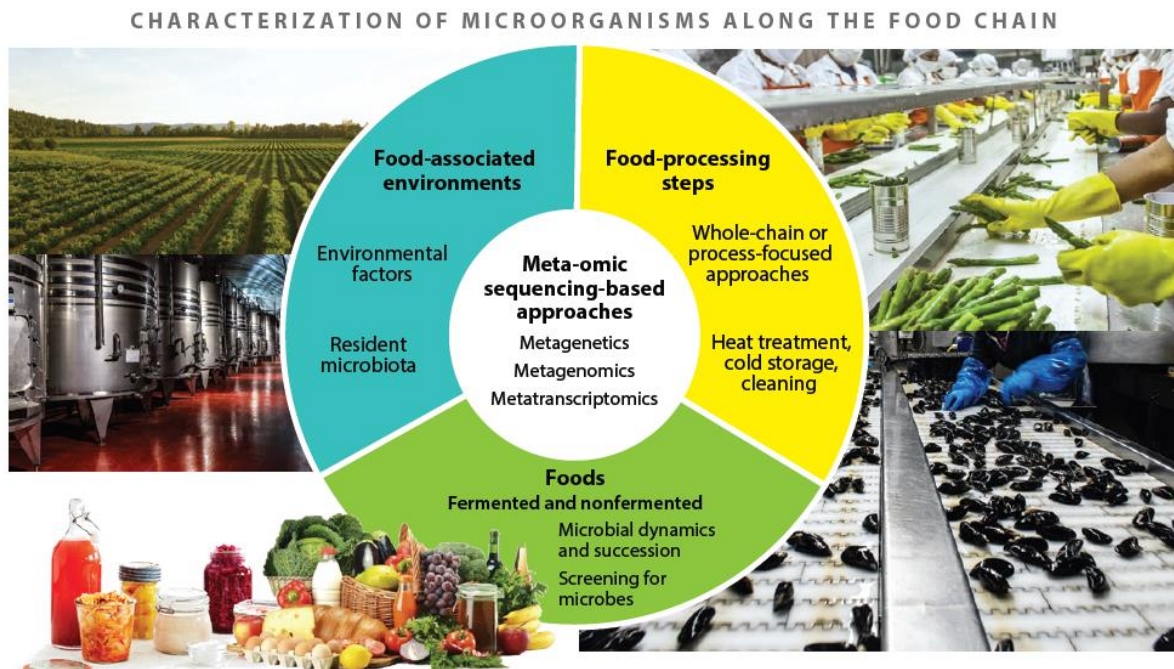 CHARACTERIZATION OF MICROORGANISMS ALONG THE FOOD CHAIN
Food-associated
environments
Environmental
factors
Resident
microbiota
Food-processing
steps
Whole-chain or
process-focused
approaches
Heat treatment,
cold storage,
cleaning
Meta-omic
sequencing-based
approaches
Metagenetics
Metagenomics
Metatranscriptomics
Foods
Fermented and nonfermented
Microbial dynamics
and succession
Screening for
microbes